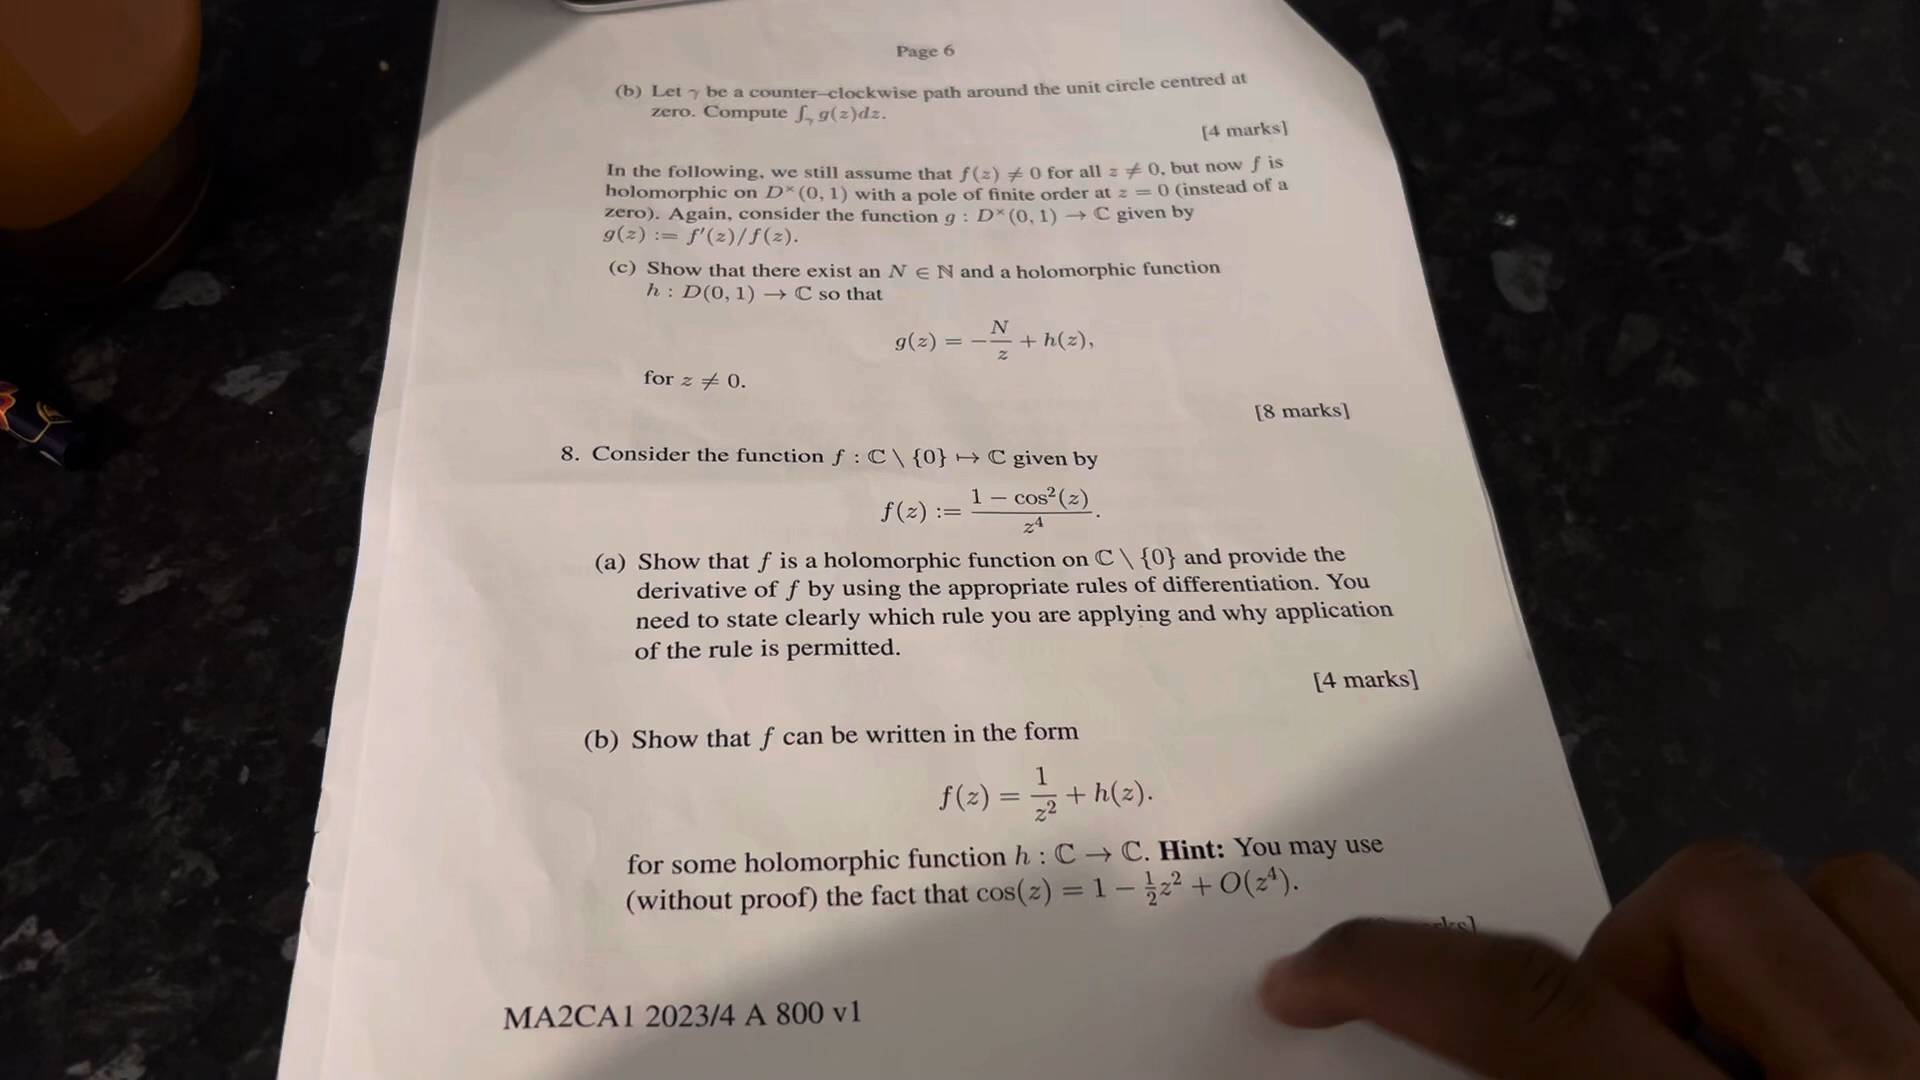 Page 6
(b) Let γ be a counter–clockwise path around the unit circle centred at
zero. Compute ∫_γ g(z)dz.
[4 marks]
In the following, we still assume that f(z) ≠ 0 for all z ≠ 0, but now f is
holomorphic on D^×(0, 1) with a pole of finite order at z = 0 (instead of a
zero). Again, consider the function g : D^×(0, 1) → ℂ given by
g(z) := f′(z)/f(z).
(c) Show that there exist an N ∈ ℕ and a holomorphic function
h : D(0, 1) → ℂ so that
g(z) = −N/z + h(z),
for z ≠ 0.
[8 marks]
8. Consider the function f : ℂ \ {0} ↦ ℂ given by
f(z) := (1 − cos²(z))/z⁴.
(a) Show that f is a holomorphic function on ℂ \ {0} and provide the
derivative of f by using the appropriate rules of differentiation. You
need to state clearly which rule you are applying and why application
of the rule is permitted.
[4 marks]
(b) Show that f can be written in the form
f(z) = 1/z² + h(z).
for some holomorphic function h : ℂ → ℂ. Hint: You may use
(without proof) the fact that cos(z) = 1 − ½z² + O(z⁴).
MA2CA1 2023/4 A 800 v1